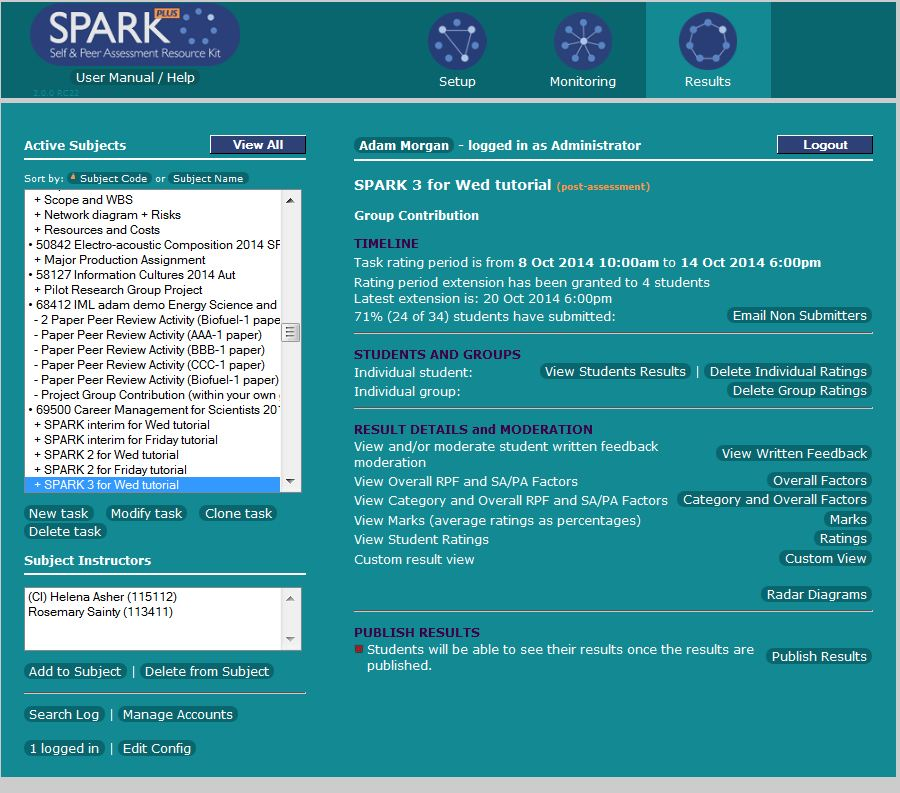 SPARK PLUS
Self & Peer Assessment Resource Kit
User Manual / Help
2.0.0 RC22
Setup
Monitoring
Results
Active Subjects
View All
Sort by: Subject Code or Subject Name
+ Scope and WBS
+ Network diagram + Risks
+ Resources and Costs
• 50842 Electro-acoustic Composition 2014 SF
+ Major Production Assignment
• 58127 Information Cultures 2014 Aut
+ Pilot Research Group Project
• 68412 IML adam demo Energy Science and
- 2 Paper Peer Review Activity (Biofuel-1 pape
- Paper Peer Review Activity (AAA-1 paper)
- Paper Peer Review Activity (BBB-1 paper)
- Paper Peer Review Activity (CCC-1 paper)
- Paper Peer Review Activity (Biofuel-1 paper)
- Project Group Contribution (within your own
• 69500 Career Management for Scientists 20
+ SPARK interim for Wed tutorial
+ SPARK interim for Friday tutorial
+ SPARK 2 for Wed tutorial
+ SPARK 2 for Friday tutorial
+ SPARK 3 for Wed tutorial
New task Modify task Clone task
Delete task
Subject Instructors
(CI) Helena Asher (115112)
Rosemary Sainty (113411)
Add to Subject | Delete from Subject
Search Log | Manage Accounts
1 logged in | Edit Config
Adam Morgan - logged in as Administrator
Logout
SPARK 3 for Wed tutorial (post-assessment)
Group Contribution
TIMELINE
Task rating period is from 8 Oct 2014 10:00am to 14 Oct 2014 6:00pm
Rating period extension has been granted to 4 students
Latest extension is: 20 Oct 2014 6:00pm
71% (24 of 34) students have submitted: Email Non Submitters
STUDENTS AND GROUPS
Individual student: View Students Results | Delete Individual Ratings
Individual group: Delete Group Ratings
RESULT DETAILS and MODERATION
View and/or moderate student written feedback
moderation
View Written Feedback
View Overall RPF and SA/PA Factors Overall Factors
View Category and Overall RPF and SA/PA Factors Category and Overall Factors
View Marks (average ratings as percentages) Marks
View Student Ratings Ratings
Custom result view Custom View
Radar Diagrams
PUBLISH RESULTS
Students will be able to see their results once the results are
published.
Publish Results